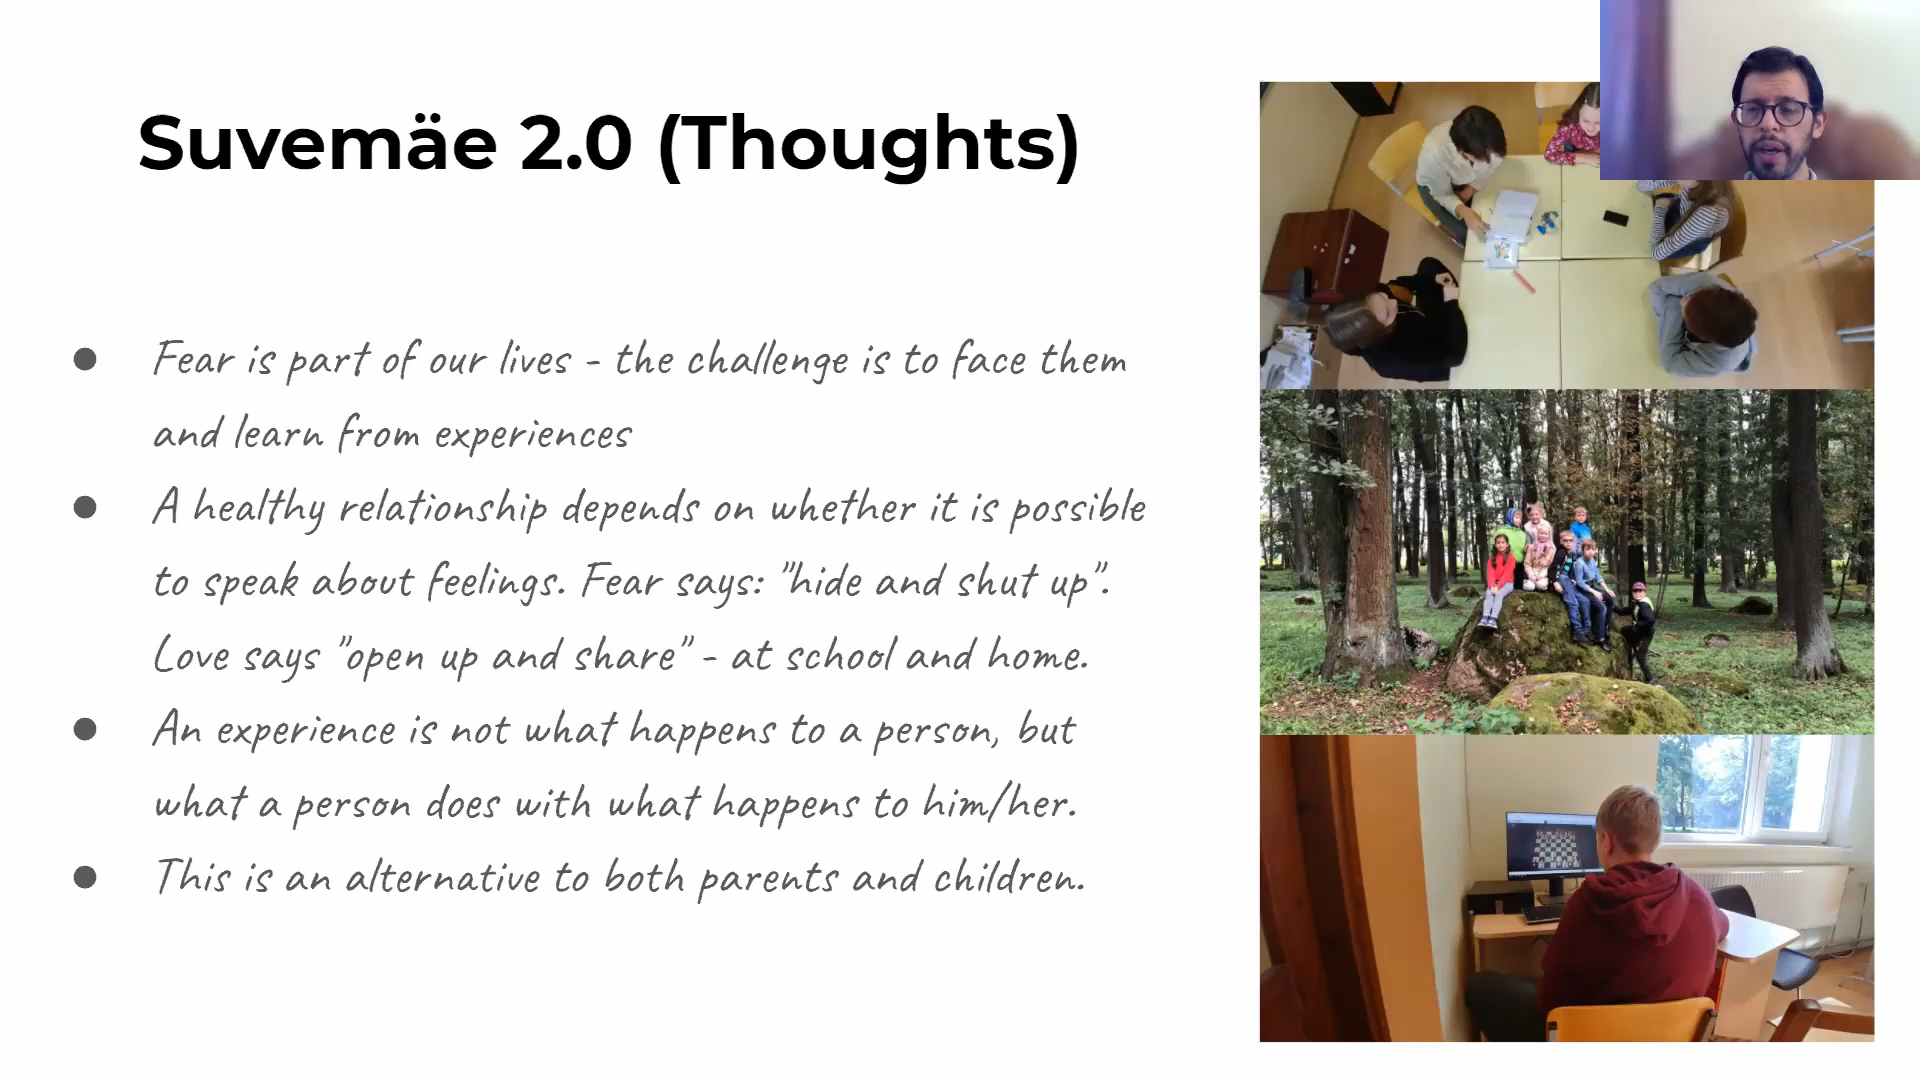 Suvemäe 2.0 (Thoughts)
● Fear is part of our lives - the challenge is to face them
and learn from experiences
● A healthy relationship depends on whether it is possible
to speak about feelings. Fear says: "hide and shut up".
Love says "open up and share" - at school and home.
● An experience is not what happens to a person, but
what a person does with what happens to him/her.
● This is an alternative to both parents and children.